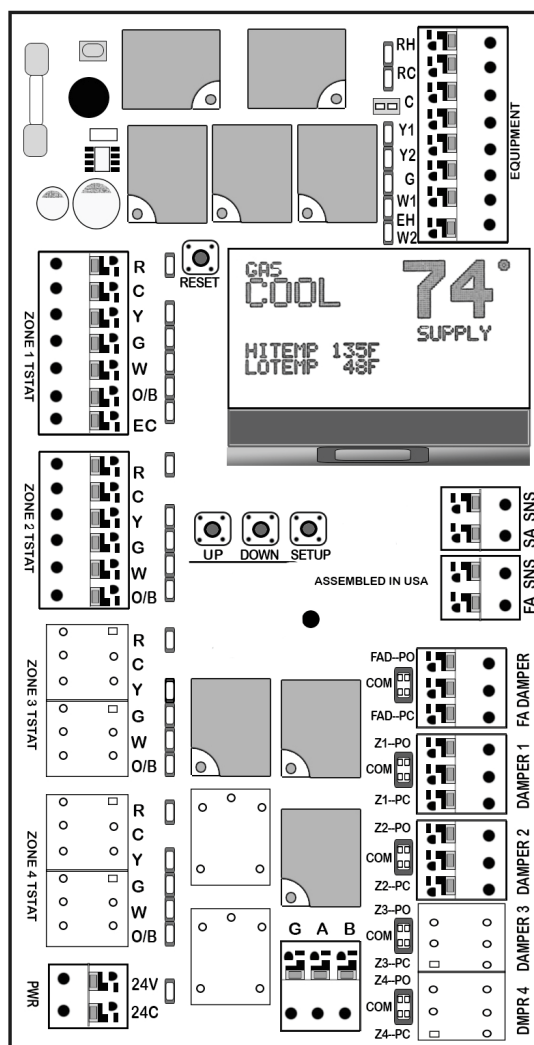 RH
RC
C
Y1
Y2
G
W1
EH
W2
EQUIPMENT
RESET
GAS
COOL
74°
SUPPLY
HITEMP 135F
LOTEMP 48F
ZONE 1 TSTAT
R
C
Y
G
W
O/B
EC
ZONE 2 TSTAT
R
C
Y
G
W
O/B
UP DOWN SETUP
SA SNS
FA SNS
ASSEMBLED IN USA
ZONE 3 TSTAT
R
C
Y
G
W
O/B
ZONE 4 TSTAT
R
C
Y
G
W
O/B
PWR
24V
24C
G A B
FAD--PO
COM
FAD--PC
FA DAMPER
Z1--PO
COM
Z1--PC
DAMPER 1
Z2--PO
COM
Z2--PC
DAMPER 2
Z3--PO
COM
Z3--PC
DAMPER 3
Z4--PO
COM
Z4--PC
DMPR 4